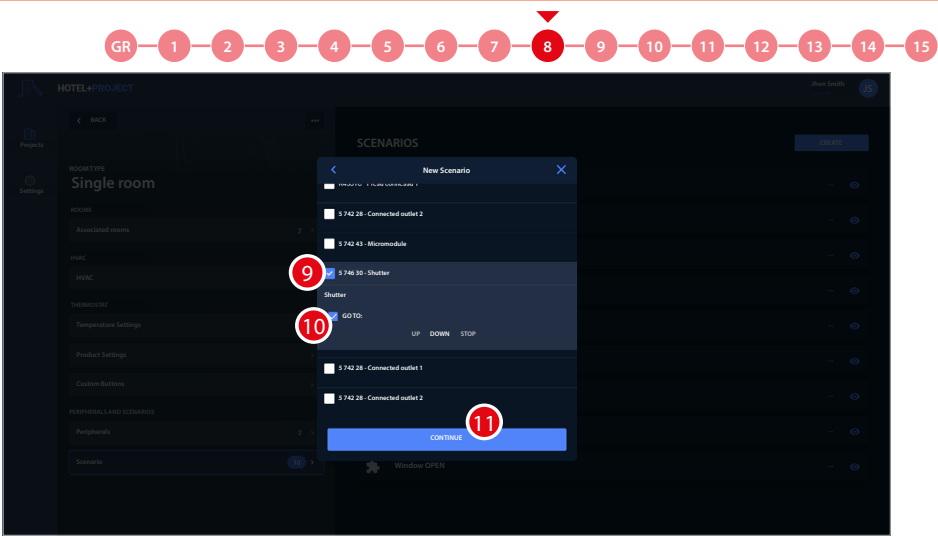 GR 1 2 3 4 5 6 7 8 9 10 11 12 13 14 15
HOTEL+PROJECT
Jhon Smith
JS
BACK
Projects
Settings
ROOM TYPE
Single room
ROOMS
Associated rooms 2
HVAC
HVAC
THERMOSTAT
Temperature Settings
Product Settings
Custom Buttons
PERIPHERALS AND SCENARIOS
Peripherals 2
Scenario 10
SCENARIOS
CREATE
New Scenario
5 742 28 - Connected outlet 2
5 742 43 - Micromodule
9
5 746 30 - Shutter
Shutter
10
GO TO:
UP DOWN STOP
5 742 28 - Connected outlet 1
5 742 28 - Connected outlet 2
11
CONTINUE
Window OPEN